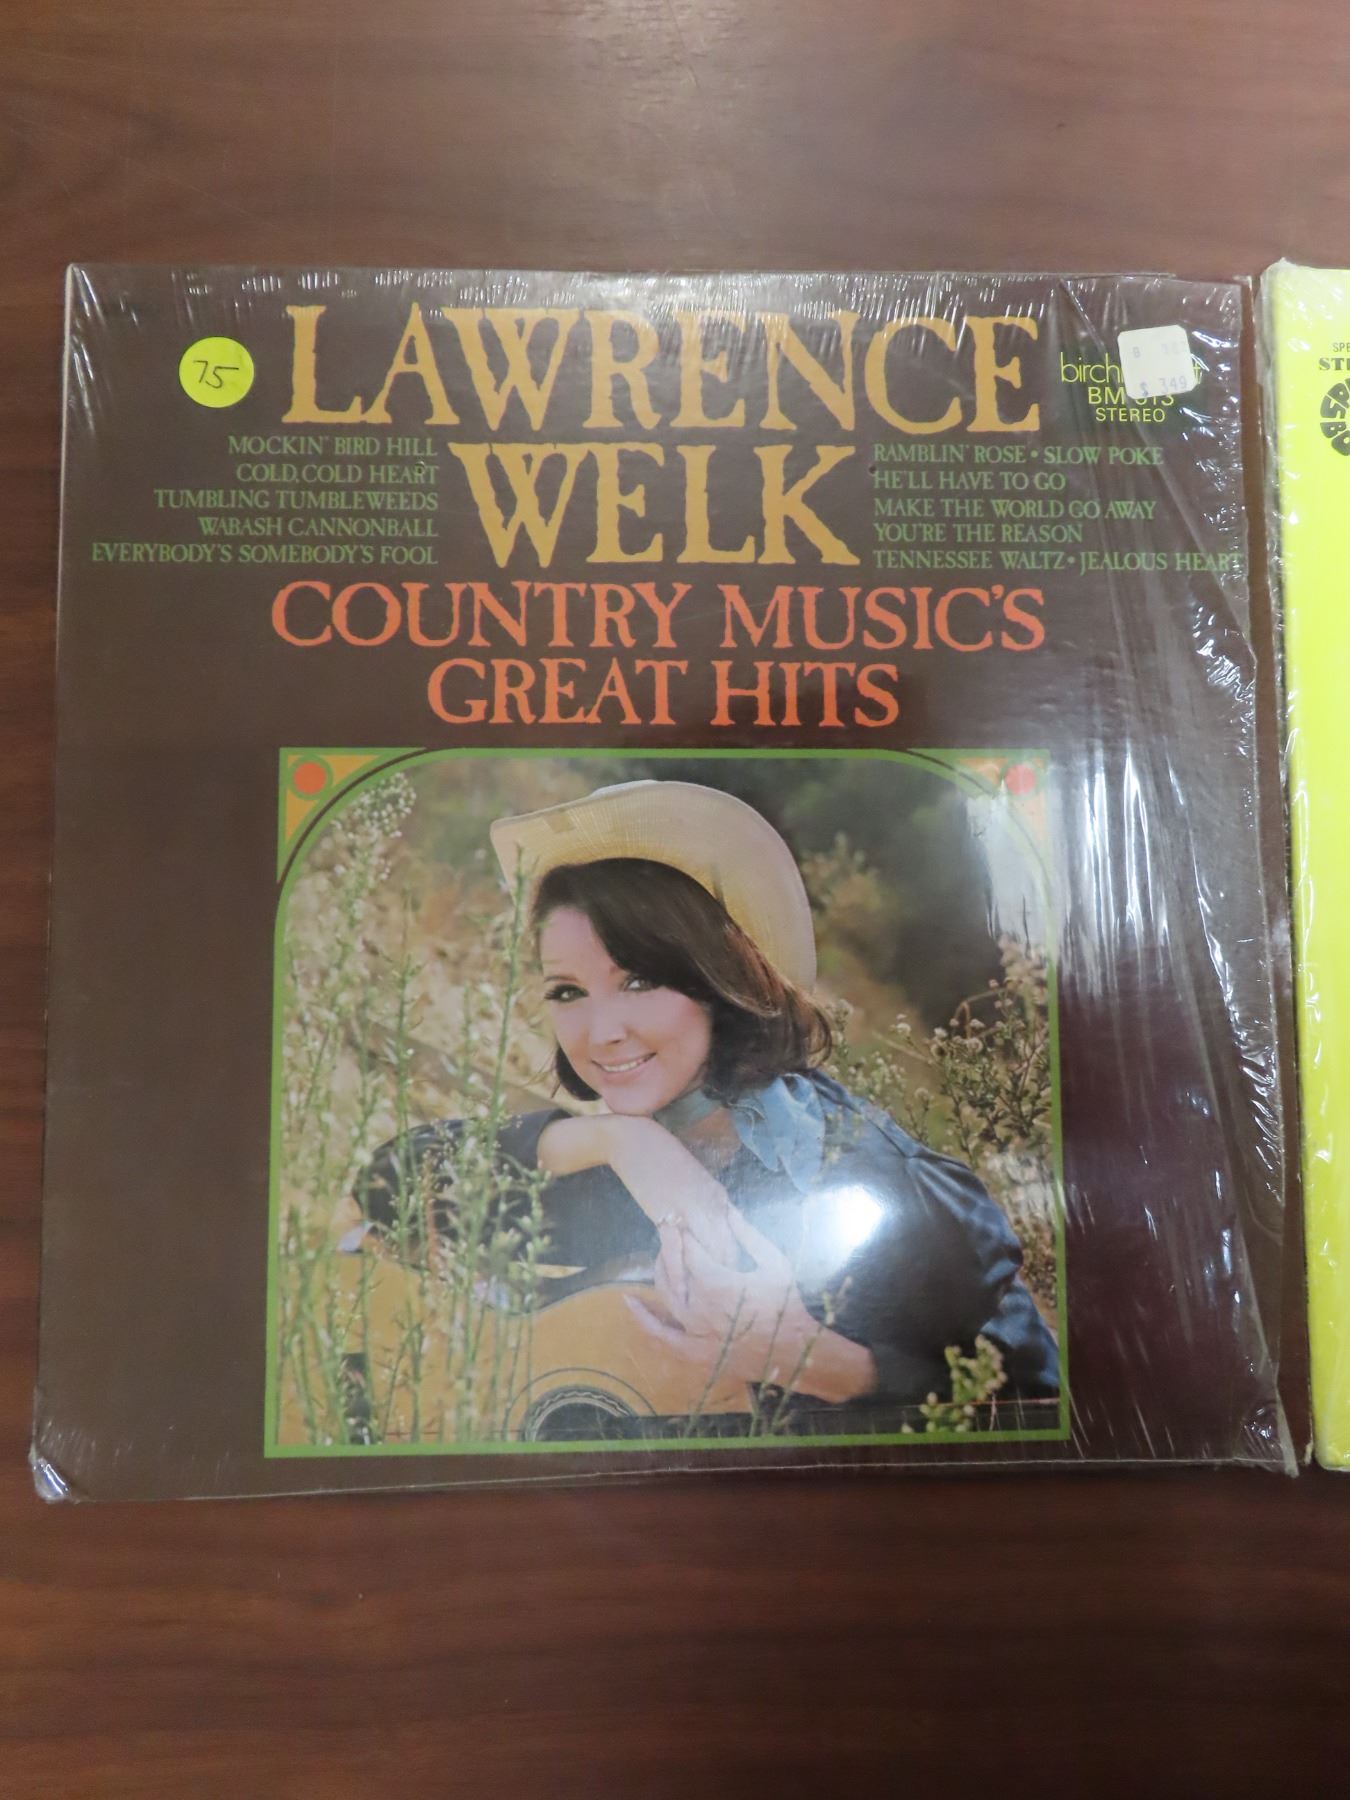 75
LAWRENCE
WELK
MOCKIN' BIRD HILL
COLD, COLD HEART
TUMBLING TUMBLEWEEDS
WABASH CANNONBALL
EVERYBODY'S SOMEBODY'S FOOL
RAMBLIN' ROSE • SLOW POKE
HE'LL HAVE TO GO
MAKE THE WORLD GO AWAY
YOU'RE THE REASON
TENNESSEE WALTZ • JEALOUS HEART
COUNTRY MUSIC'S
GREAT HITS
B
$ 349
BM
STEREO